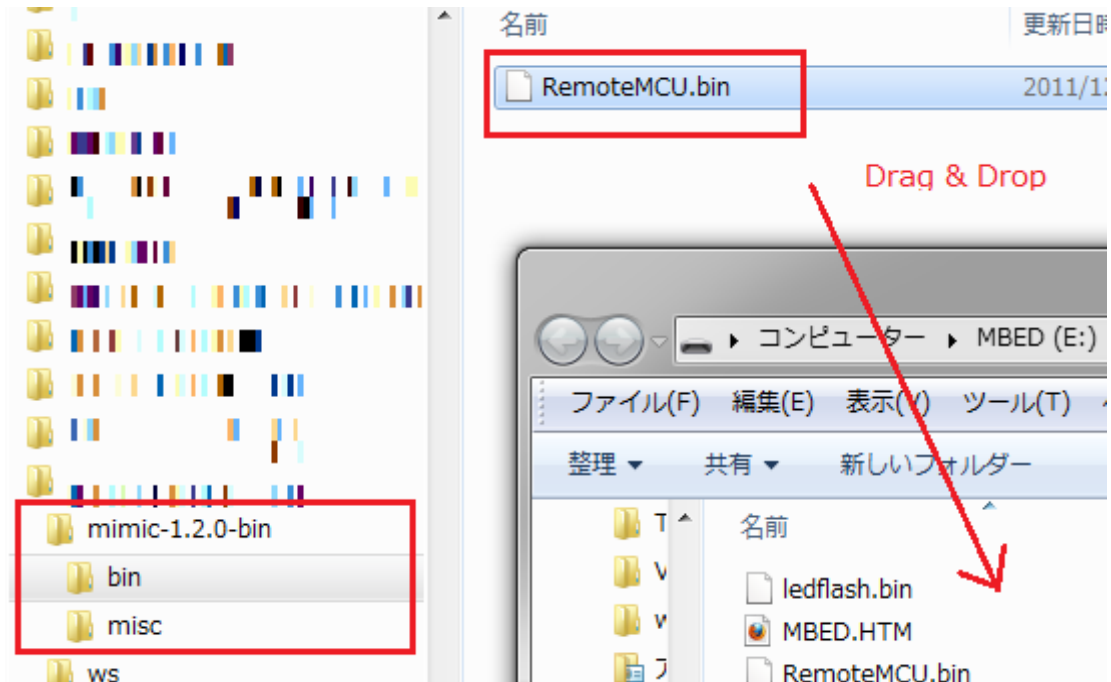 名前
更新日時
RemoteMCU.bin
2011/12
Drag & Drop
mimic-1.2.0-bin
bin
misc
ws
コンピューター
MBED (E:)
ファイル(F) 編集(E) 表示(V) ツール(T)
整理 共有 新しいフォルダー
名前
T
V
w
ledflash.bin
MBED.HTM
RemoteMCU.bin